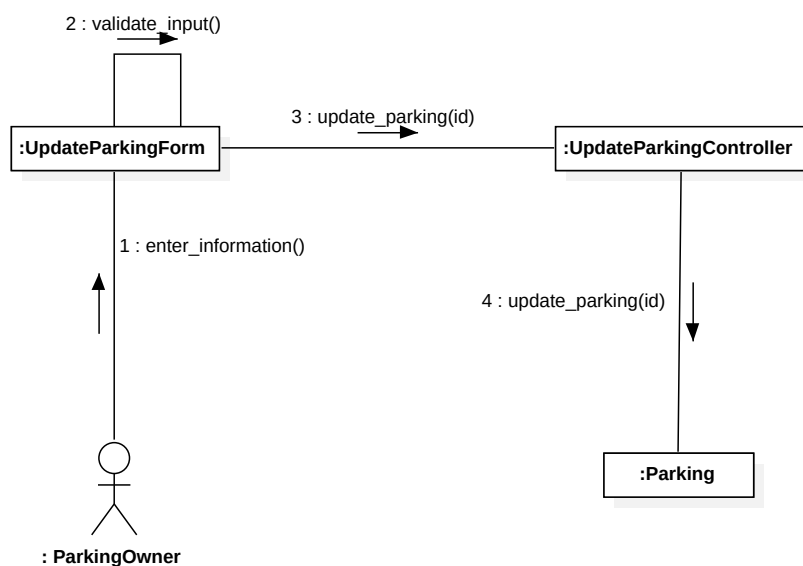 2 : validate_input()
3 : update_parking(id)
:UpdateParkingForm
:UpdateParkingController
1 : enter_information()
4 : update_parking(id)
:Parking
: ParkingOwner